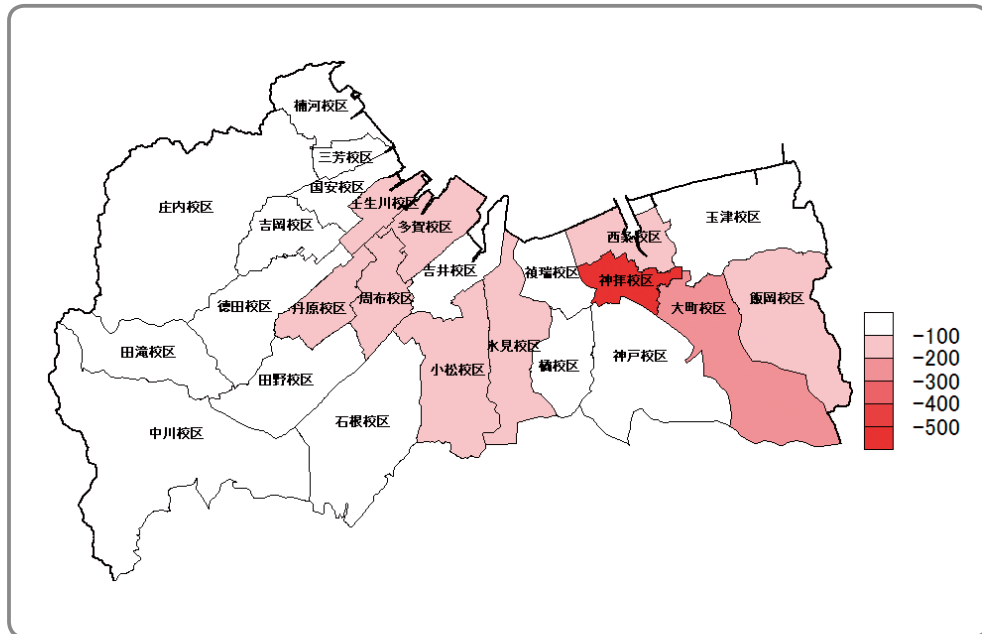 楠河校区
三芳校区
国安校区
壬生川校区
庄内校区
吉岡校区
多賀校区
西条校区
玉津校区
吉井校区
禎瑞校区
神拝校区
徳田校区
周布校区
丹原校区
大町校区
飯岡校区
田滝校区
氷見校区
神戸校区
小松校区
橘校区
田野校区
石根校区
中川校区
-100
-200
-300
-400
-500